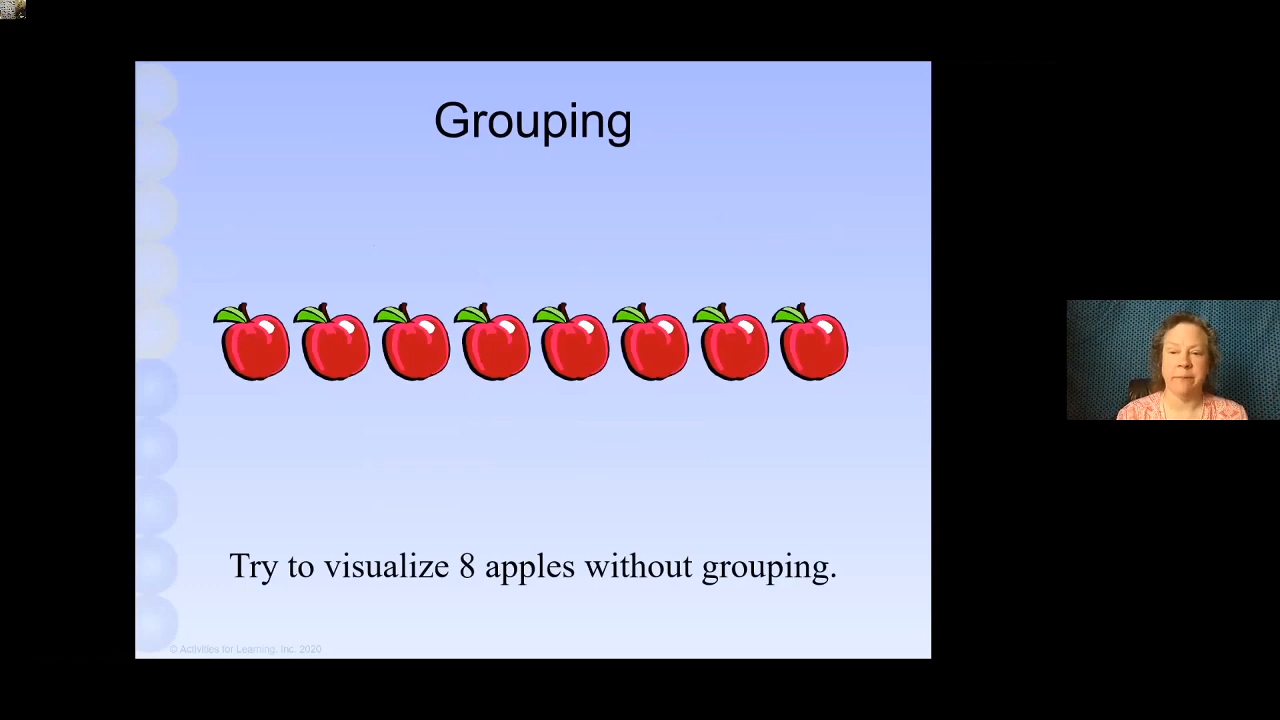 Grouping
Try to visualize 8 apples without grouping.
© Activities for Learning, Inc. 2020